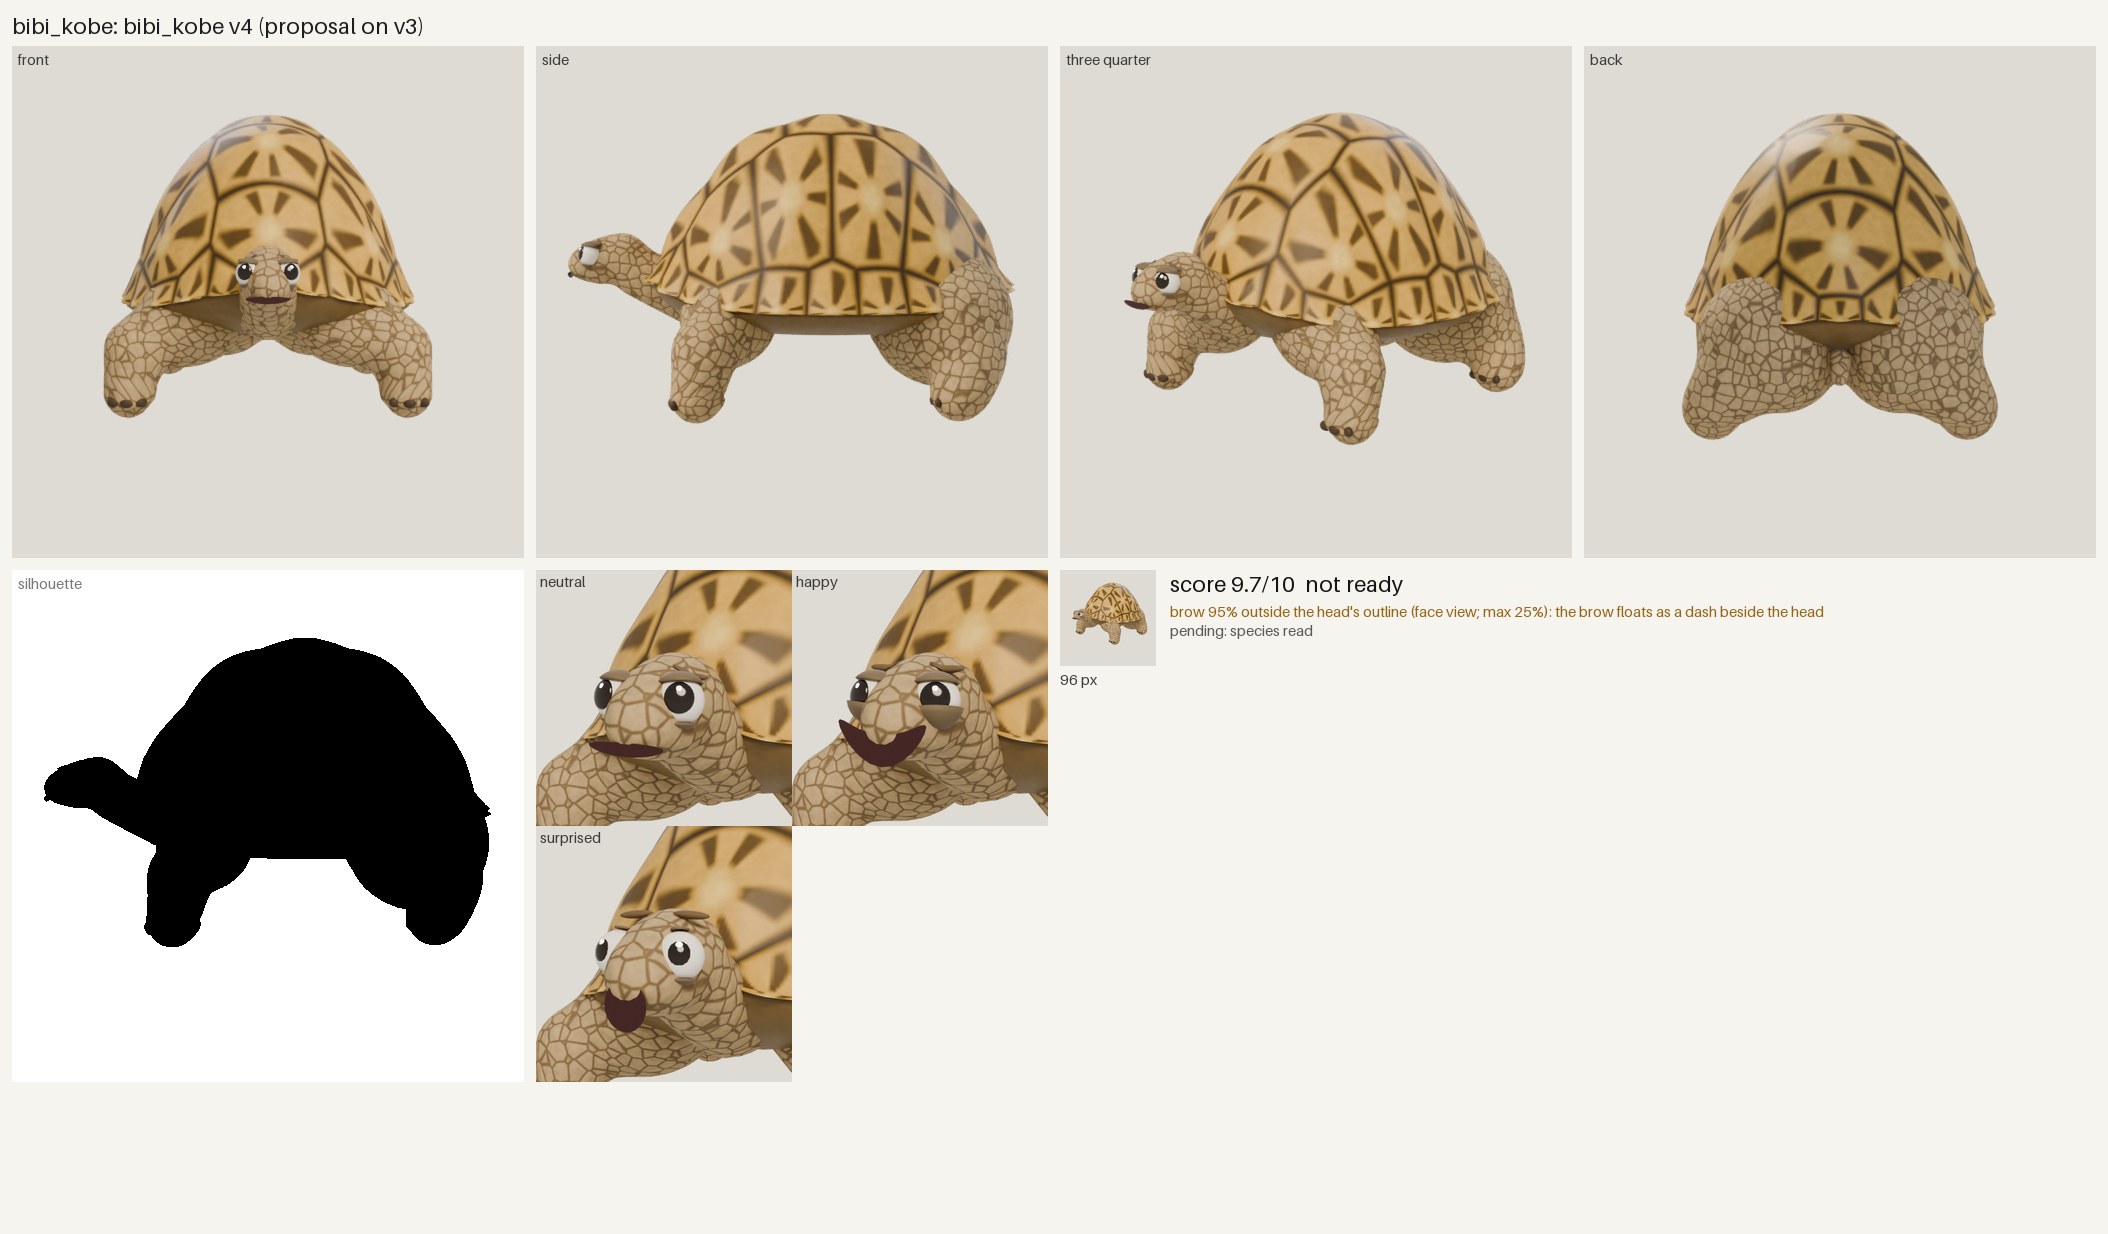 bibi_kobe: bibi_kobe v4 (proposal on v3)
front
side
three quarter
back
silhouette
neutral
happy
surprised
96 px
score 9.7/10 not ready
brow 95% outside the head's outline (face view; max 25%): the brow floats as a dash beside the head
pending: species read